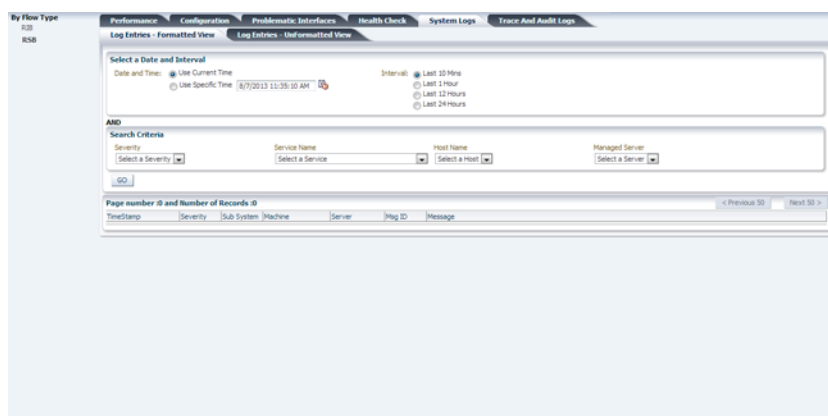 By Flow Type
RIB
RSB
Performance Configuration Problematic Interfaces Health Check System Logs Trace And Audit Logs
Log Entries - Formatted View Log Entries - UnFormatted View
Select a Date and Interval
Date and Time: Use Current Time Interval: Last 10 Mins
Use Specific Time 8/7/2013 11:35:10 AM Last 1 Hour
Last 12 Hours
Last 24 Hours
AND
Search Criteria
Severity Service Name Host Name Managed Server
Select a Severity Select a Service Select a Host Select a Server
GO
Page number :0 and Number of Records :0 < Previous 50 Next 50 >
TimeStamp Severity Sub System Machine Server Msg ID Message